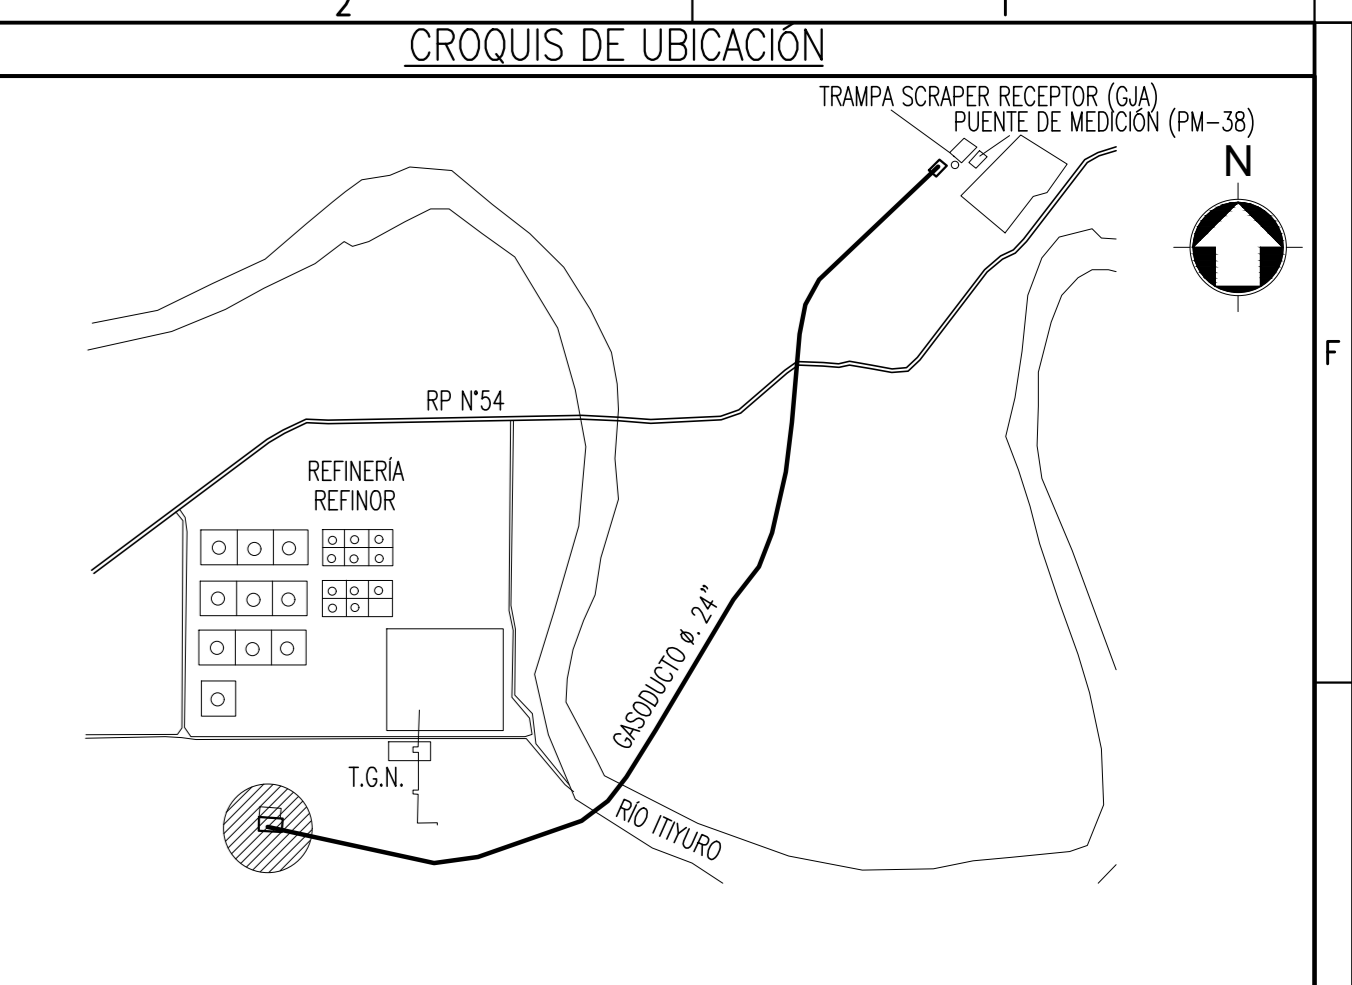 2
CROQUIS DE UBICACIÓN
TRAMPA SCRAPER RECEPTOR (GJA)
PUENTE DE MEDICIÓN (PM-38)
N
F
RP N°54
REFINERÍA
REFINOR
GASODUCTO ø. 24"
T.G.N.
RÍO ITIYURO